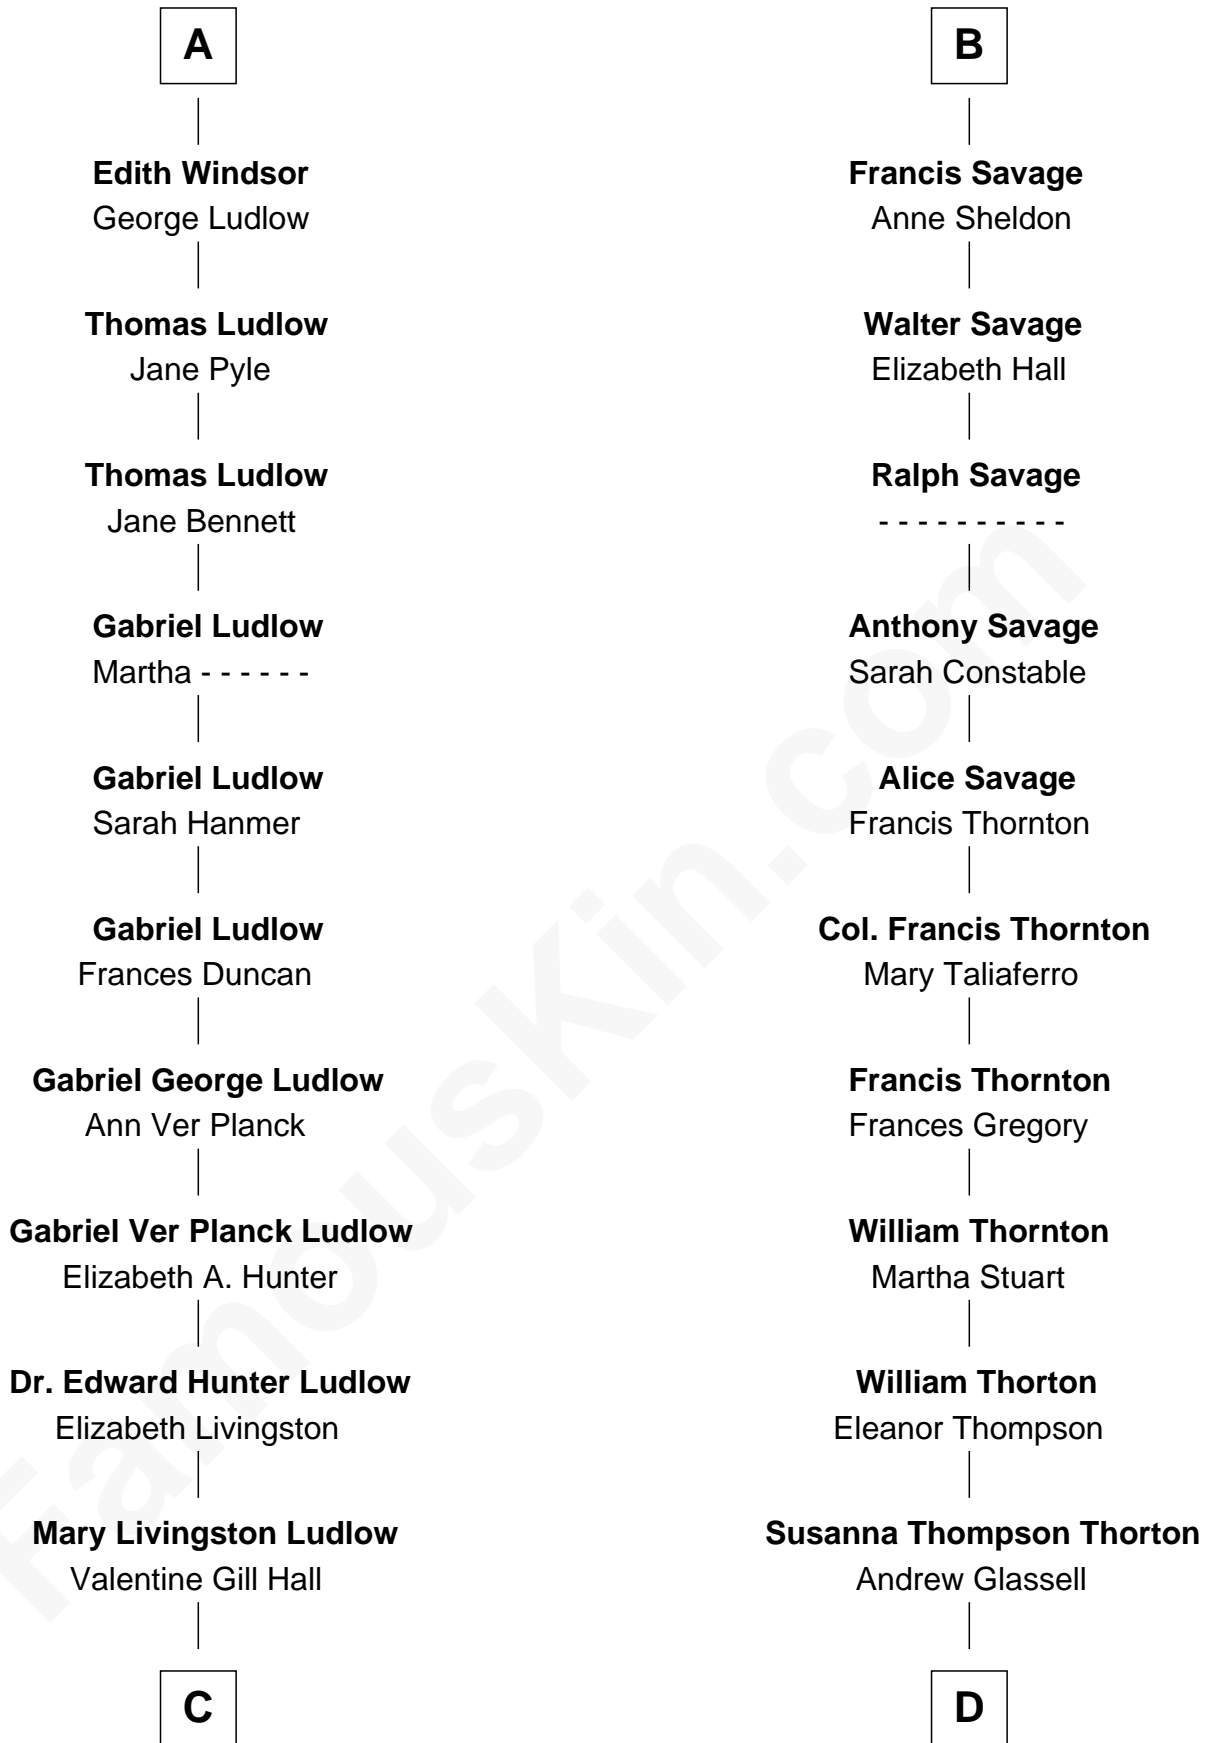 A
Edith Windsor
George Ludlow
Thomas Ludlow
Jane Pyle
Thomas Ludlow
Jane Bennett
Gabriel Ludlow
Martha - - - - - -
Gabriel Ludlow
Sarah Hanmer
Gabriel Ludlow
Frances Duncan
Gabriel George Ludlow
Ann Ver Planck
Gabriel Ver Planck Ludlow
Elizabeth A. Hunter
Dr. Edward Hunter Ludlow
Elizabeth Livingston
Mary Livingston Ludlow
Valentine Gill Hall
C
B
Francis Savage
Anne Sheldon
Walter Savage
Elizabeth Hall
Ralph Savage
- - - - - - - - - -
Anthony Savage
Sarah Constable
Alice Savage
Francis Thornton
Col. Francis Thornton
Mary Taliaferro
Francis Thornton
Frances Gregory
William Thornton
Martha Stuart
William Thorton
Eleanor Thompson
Susanna Thompson Thorton
Andrew Glassell
D
FamousKin.com